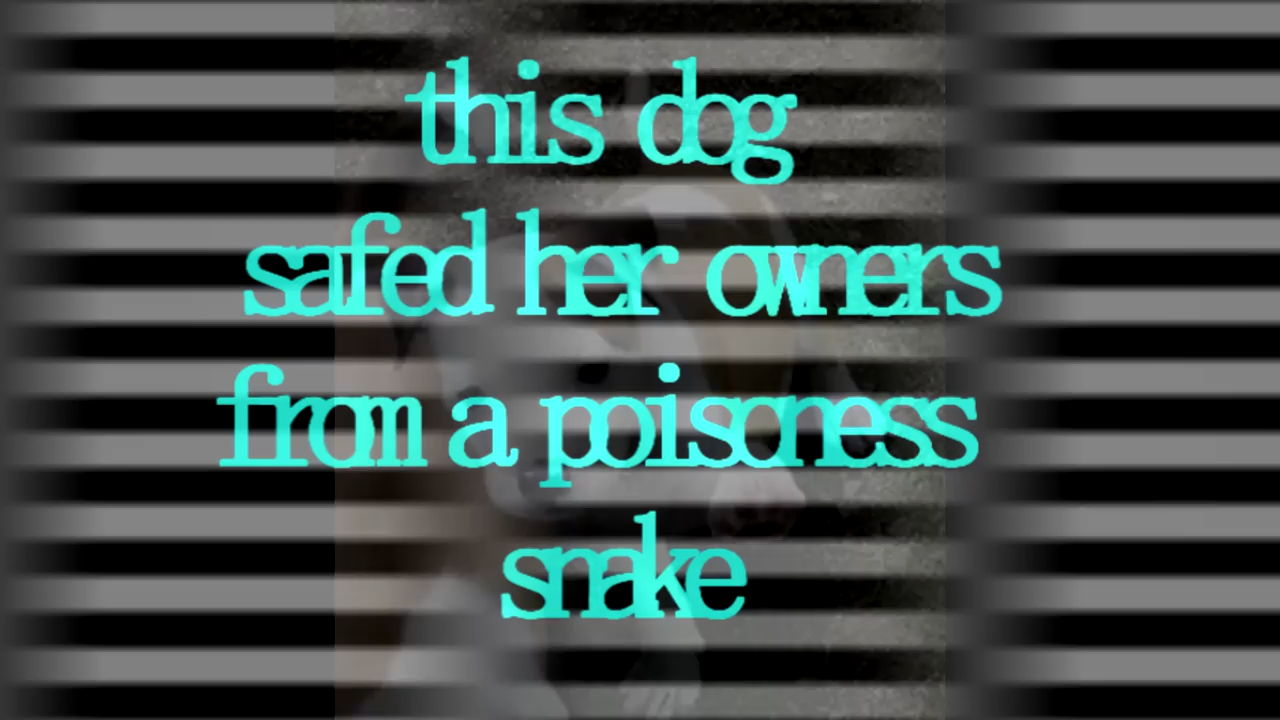 this dog
safed her owners
from a poisoness
snake